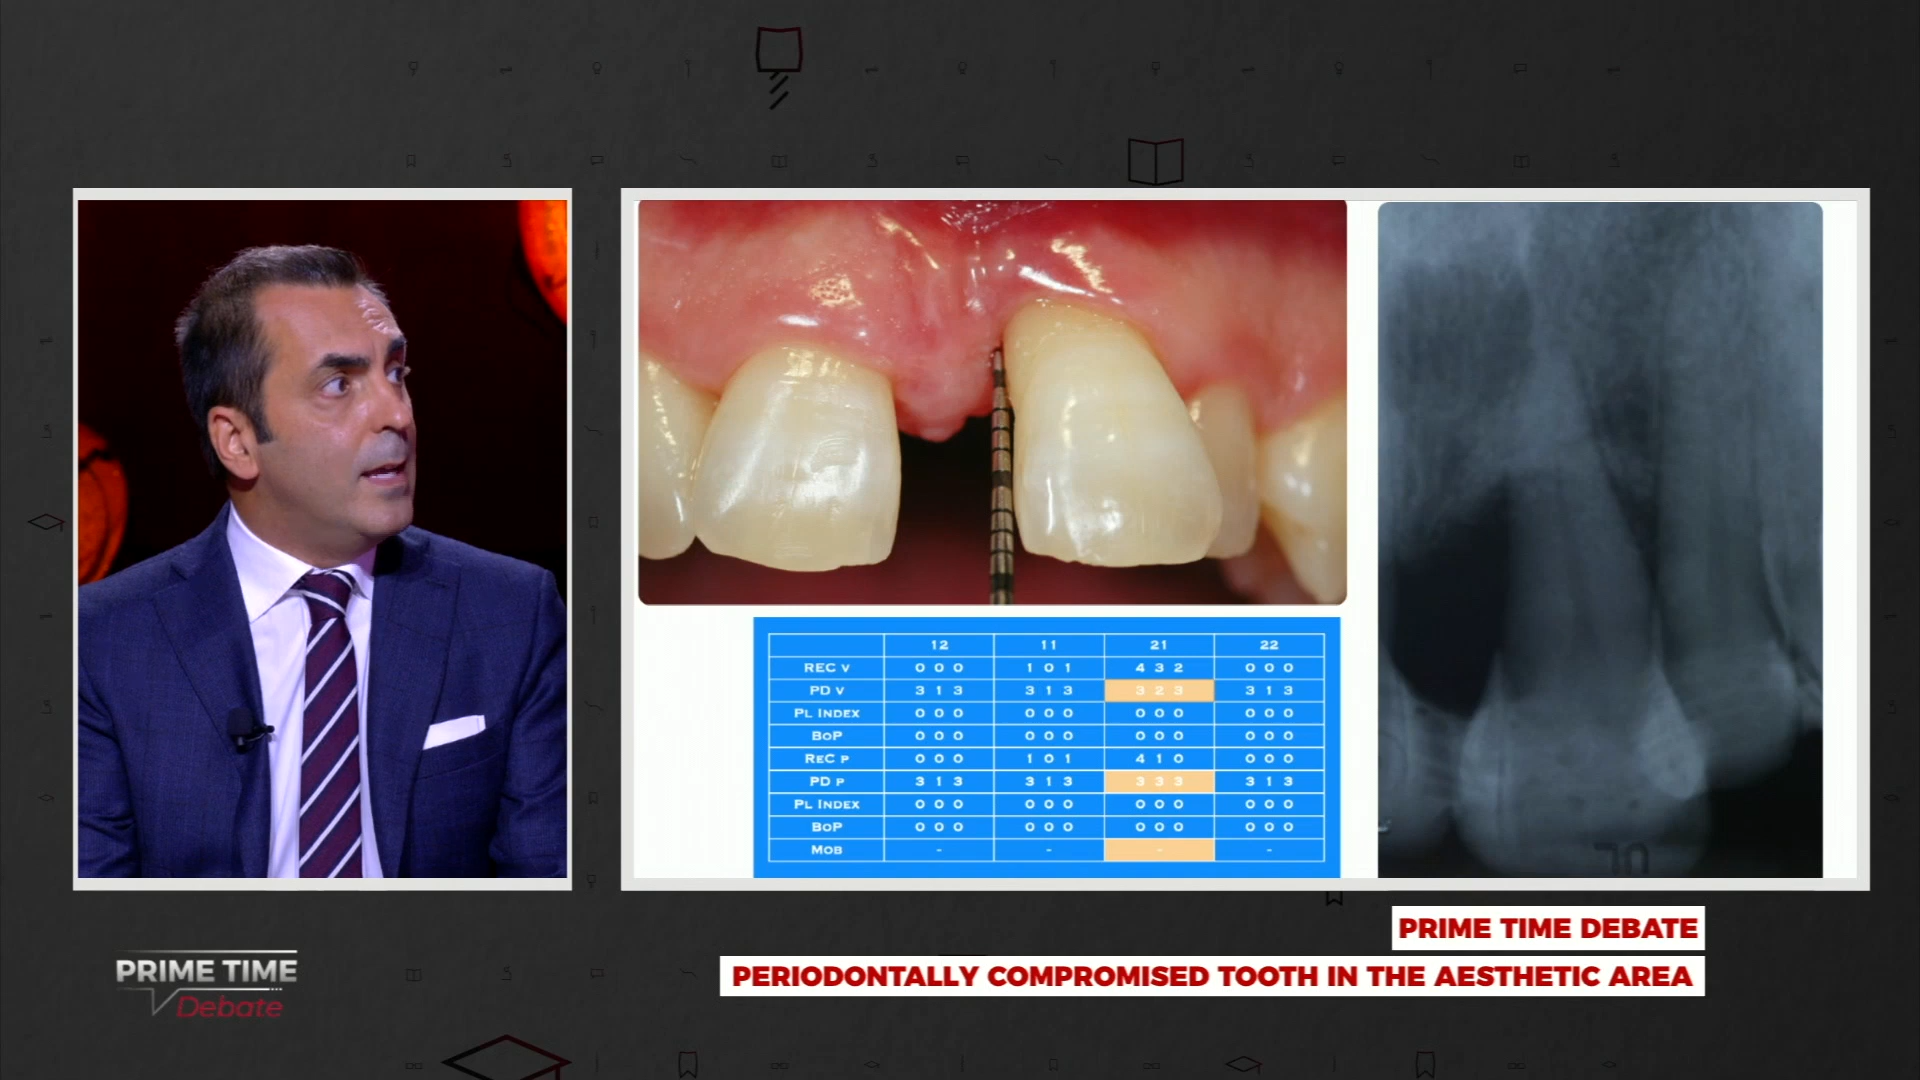 12 11 21 22
REC V 0 0 0 1 0 1 4 3 2 0 0 0
PD V 3 1 3 3 1 3 3 2 3 3 1 3
PL INDEX 0 0 0 0 0 0 0 0 0 0 0 0
BOP 0 0 0 0 0 0 0 0 0 0 0 0
REC P 0 0 0 1 0 1 4 1 0 0 0 0
PD P 3 1 3 3 1 3 3 3 3 3 1 3
PL INDEX 0 0 0 0 0 0 0 0 0 0 0 0
BOP 0 0 0 0 0 0 0 0 0 0 0 0
MOB - - - -
PRIME TIME DEBATE
PERIODONTALLY COMPROMISED TOOTH IN THE AESTHETIC AREA
PRIME TIME
Debate